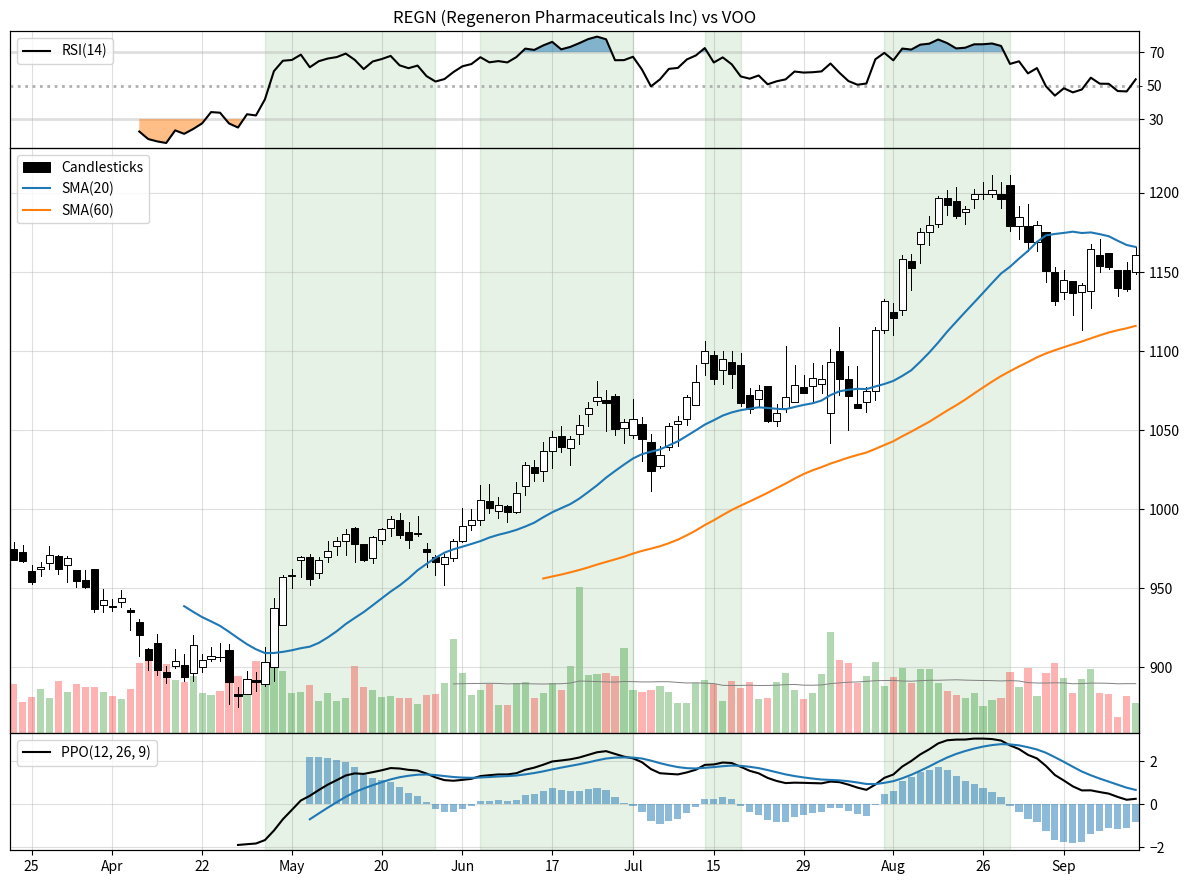 REGN (Regeneron Pharmaceuticals Inc) vs VOO
RSI(14)
70
50
30
Candlesticks
SMA(20)
SMA(60)
1200
1150
1100
1050
1000
950
900
PPO(12, 26, 9)
2
0
−2
25 Apr 22 May 20 Jun 17 Jul 15 29 Aug 26 Sep